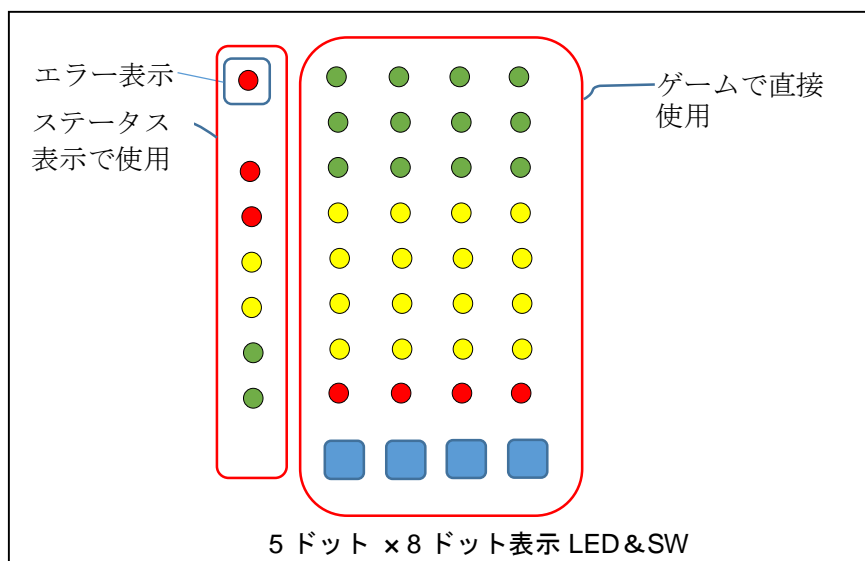 エラー表示
ステータス
表示で使用
ゲームで直接
使用
5 ドット ×8 ドット表示 LED&SW